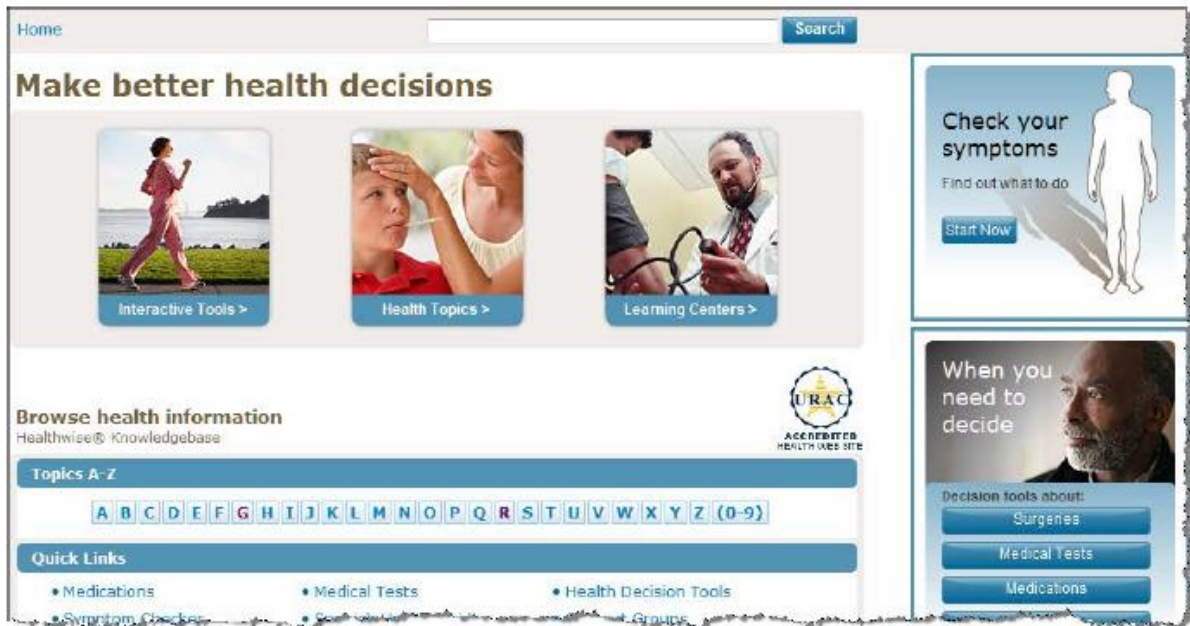 Home
Search
Make better health decisions
Interactive Tools >
Health Topics >
Learning Centers >
Browse health information
Healthwise® Knowledgebase
URAC
ACCREDITED
HEALTH WEB SITE
Topics A-Z
A B C D E F G H I J K L M N O P Q R S T U V W X Y Z (0-9)
Quick Links
• Medications
• Medical Tests
• Health Decision Tools
• Symptom Checker
Check your
symptoms
Find out what to do
Start Now
When you
need to
decide
Decision tools about:
Surgeries
Medical Tests
Medications